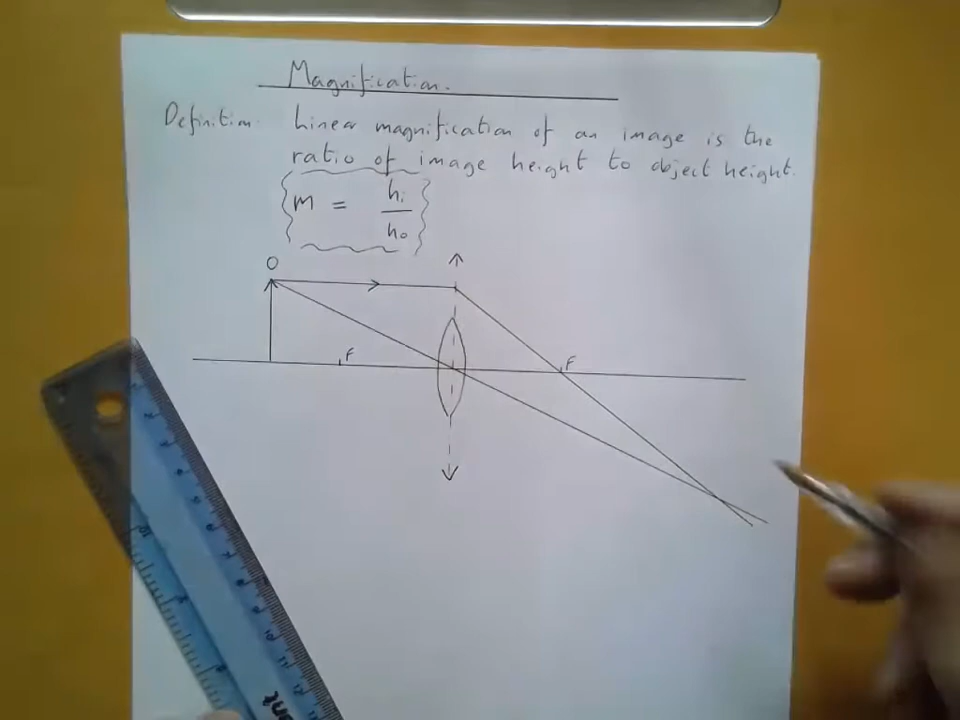 Magnification.
Definition: Linear magnification of an image is the
ratio of image height to object height.
M = hi/ho
O
F
F